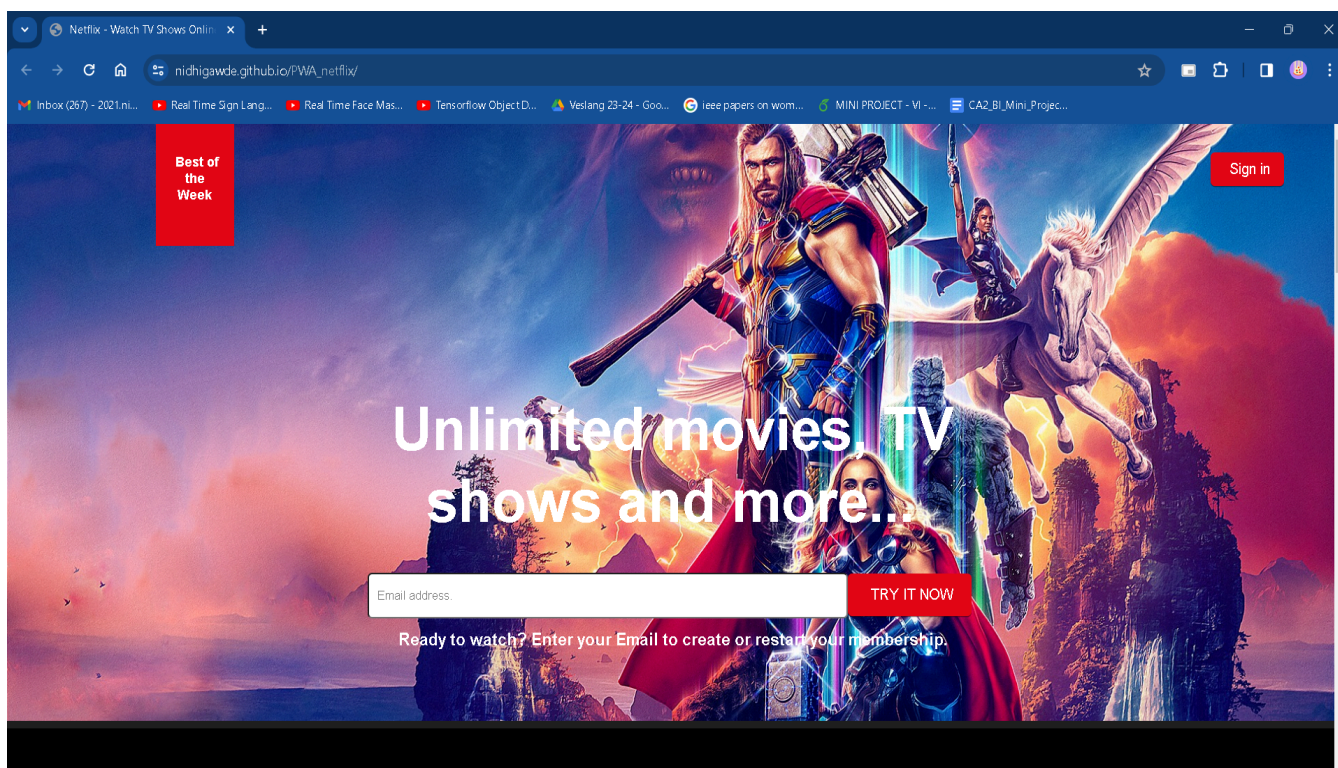 Netflix - Watch TV Shows Onlin
nidhigawde.github.io/PWA_netflix/
Inbox (267) - 2021.ni...
Real Time Sign Lang...
Real Time Face Mas...
Tensorflow Object D...
Veslang 23-24 - Goo...
ieee papers on wom...
MINI PROJECT - VI -...
CA2_BI_Mini_Projec...
Best of
the
Week
Sign in
Unlimited movies, TV
shows and more...
Email address.
TRY IT NOW
Ready to watch? Enter your Email to create or restart your membership.